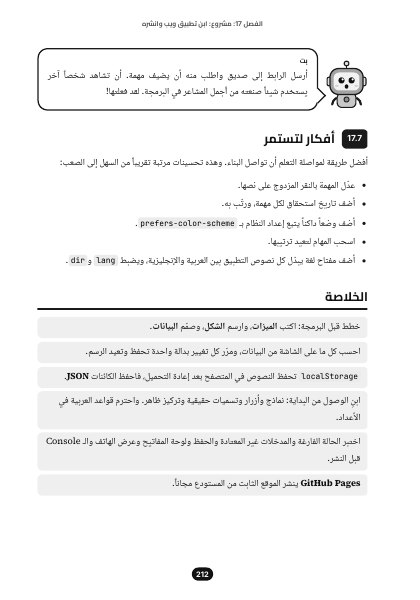 الفصل 17: مشروع: ابن تطبيق ويب وانشره
بت
أرسل الرابط إلى صديق واطلب منه أن يضيف مهمة. أن تشاهد شخصاً آخر
يستخدم شيئاً صنعته من أجمل المشاعر في البرمجة. لقد فعلتها!
17.7 أفكار لتستمر
أفضل طريقة لمواصلة التعلم أن تواصل البناء. وهذه تحسينات مرتبة تقريباً من السهل إلى الصعب:
• عدّل المهمة بالنقر المزدوج على نصها.
• أضف تاريخ استحقاق لكل مهمة، ورتّب به.
• أضف وضعاً داكناً يتبع إعداد النظام بـ prefers-color-scheme.
• اسحب المهام لتعيد ترتيبها.
• أضف مفتاح لغة يبدّل كل نصوص التطبيق بين العربية والإنجليزية، ويضبط lang و dir.
الخلاصة
خطط قبل البرمجة: اكتب الميزات، وارسم الشكل، وصمّم البيانات.
احسب كل ما على الشاشة من البيانات، ومرّر كل تغيير بدالة واحدة تحفظ وتعيد الرسم.
localStorage تحفظ النصوص في المتصفح بعد إعادة التحميل، فاحفظ الكائنات JSON.
ابنِ الوصول من البداية: نماذج وأزرار وتسميات حقيقية وتركيز ظاهر. واحترم قواعد العربية في
الأعداد.
اختبر الحالة الفارغة والمدخلات غير المعتادة والحفظ ولوحة المفاتيح وعرض الهاتف والـ Console
قبل النشر.
GitHub Pages ينشر الموقع الثابت من المستودع مجاناً.
212